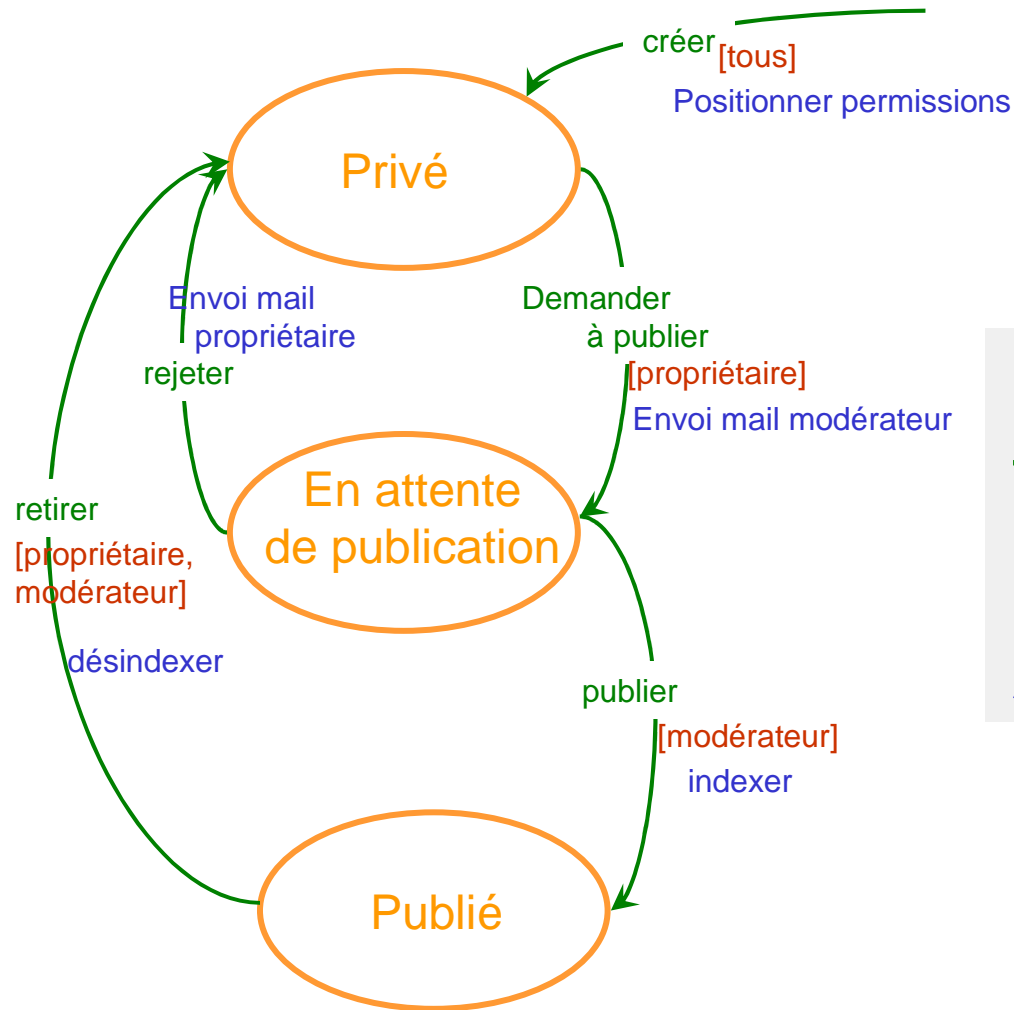 créer
[tous]
Positionner permissions
Privé
Envoi mail
propriétaire
rejeter
Demander
à publier
[propriétaire]
Envoi mail modérateur
En attente
de publication
retirer
[propriétaire,
modérateur]
désindexer
publier
[modérateur]
indexer
Publié